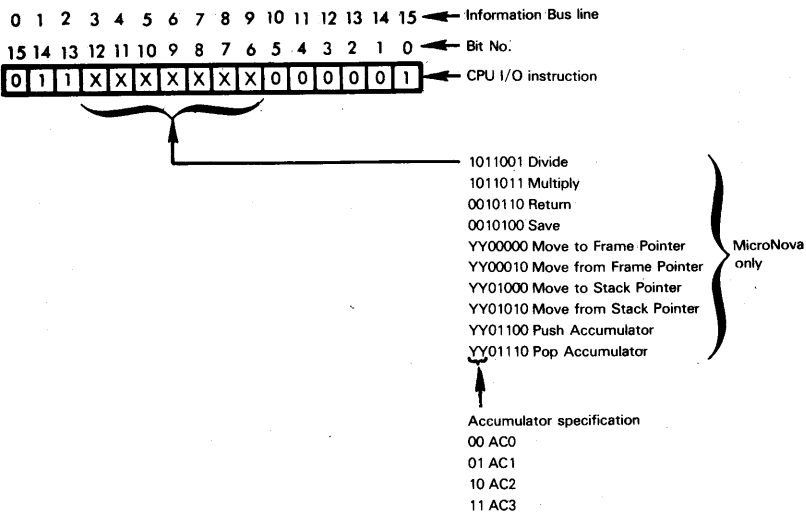 0 1 2 3 4 5 6 7 8 9 10 11 12 13 14 15 Information Bus line
15 14 13 12 11 10 9 8 7 6 5 4 3 2 1 0 Bit No.
0 1 1 X X X X X X X 0 0 0 0 0 1 CPU I/O instruction
1011001 Divide
1011011 Multiply
0010110 Return
0010100 Save
YY00000 Move to Frame Pointer
YY00010 Move from Frame Pointer
YY01000 Move to Stack Pointer
YY01010 Move from Stack Pointer
YY01100 Push Accumulator
YY01110 Pop Accumulator
MicroNova
only
Accumulator specification
00 AC0
01 AC1
10 AC2
11 AC3